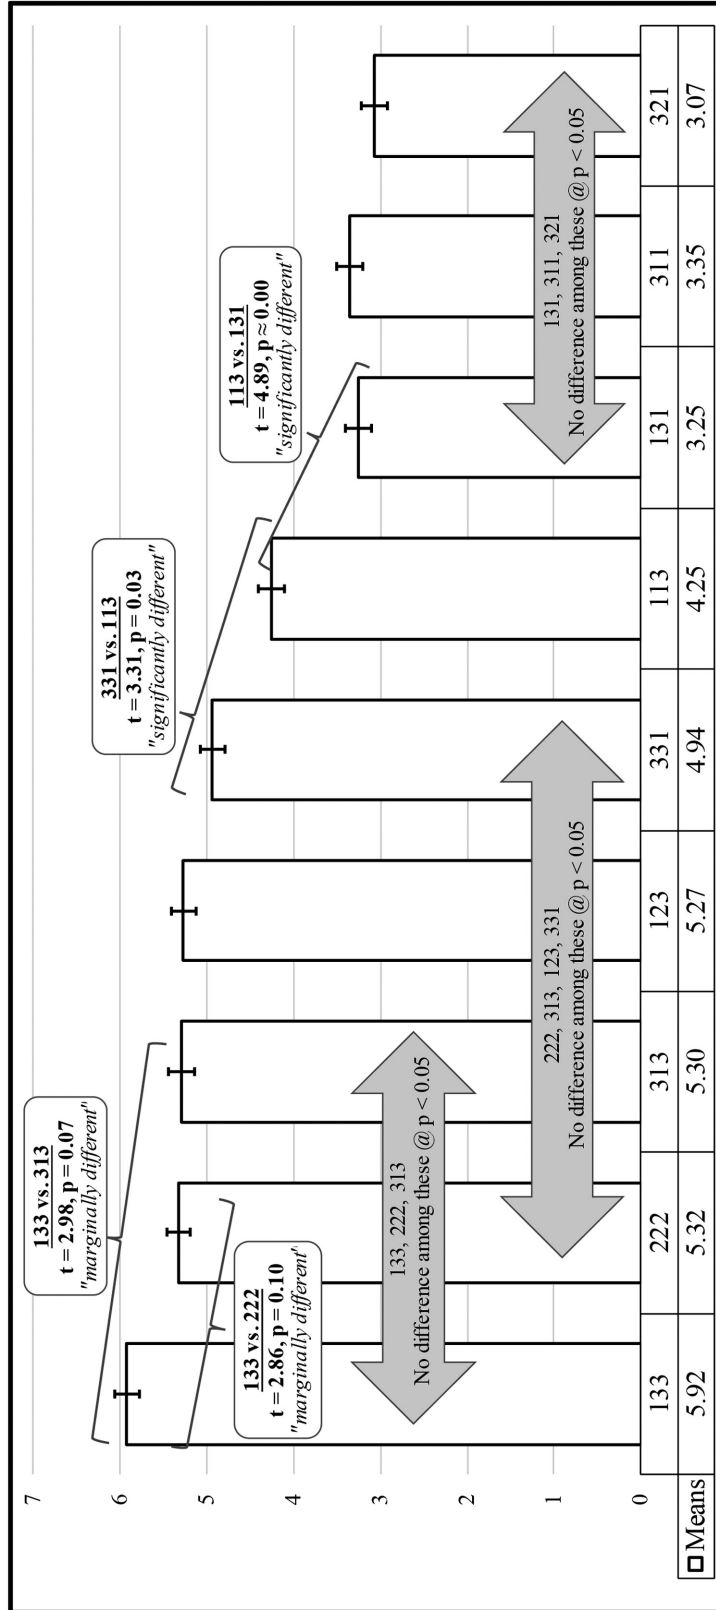 7
6
5
4
3
2
1
0
133 vs. 313
t = 2.98, p = 0.07
"marginally different"
133 vs. 222
t = 2.86, p = 0.10
"marginally different"
331 vs. 113
t = 3.31, p = 0.03
"significantly different"
113 vs. 131
t = 4.89, p ≈ 0.00
"significantly different"
133, 222, 313
No difference among these @ p < 0.05
222, 313, 123, 331
No difference among these @ p < 0.05
131, 311, 321
No difference among these @ p < 0.05
133 222 313 123 331 113 131 311 321
Means 5.92 5.32 5.30 5.27 4.94 4.25 3.25 3.35 3.07